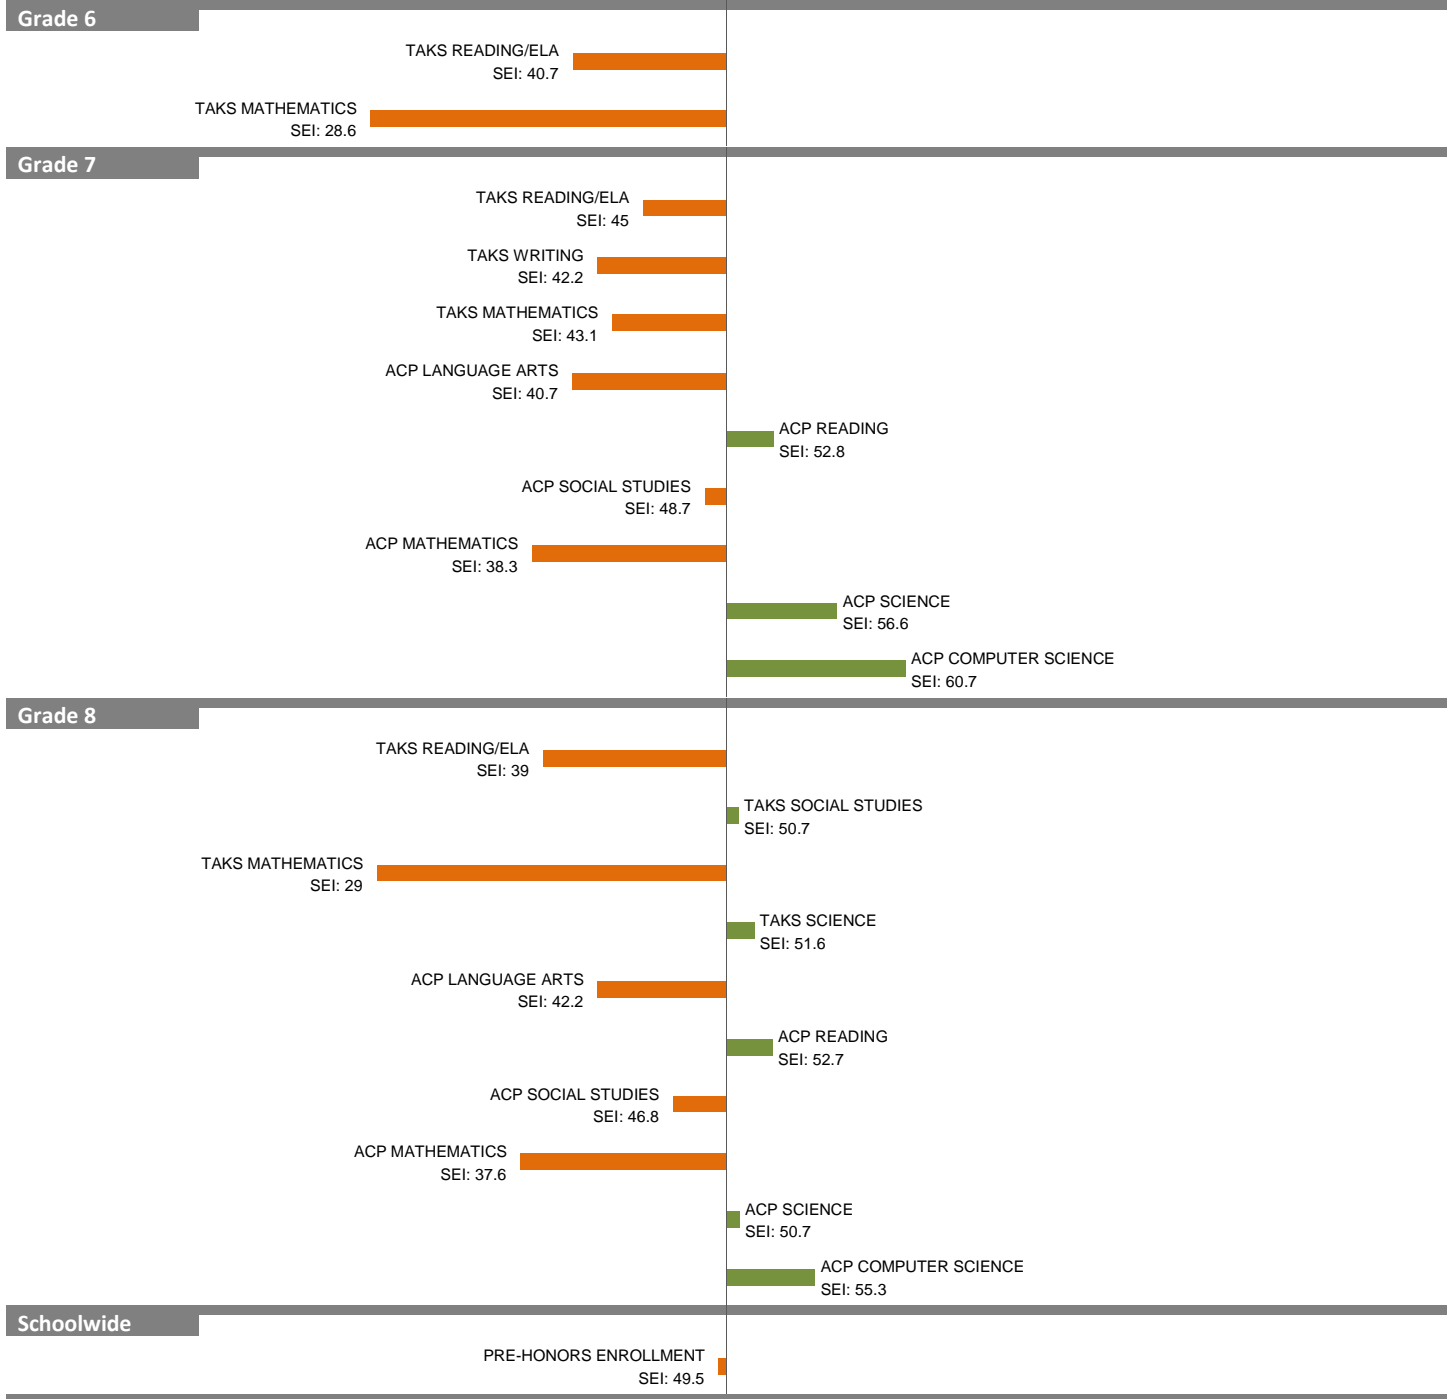 Grade 6
TAKS READING/ELA
SEI: 40.7
TAKS MATHEMATICS
SEI: 28.6
Grade 7
TAKS READING/ELA
SEI: 45
TAKS WRITING
SEI: 42.2
TAKS MATHEMATICS
SEI: 43.1
ACP LANGUAGE ARTS
SEI: 40.7
ACP READING
SEI: 52.8
ACP SOCIAL STUDIES
SEI: 48.7
ACP MATHEMATICS
SEI: 38.3
ACP SCIENCE
SEI: 56.6
ACP COMPUTER SCIENCE
SEI: 60.7
Grade 8
TAKS READING/ELA
SEI: 39
TAKS SOCIAL STUDIES
SEI: 50.7
TAKS MATHEMATICS
SEI: 29
TAKS SCIENCE
SEI: 51.6
ACP LANGUAGE ARTS
SEI: 42.2
ACP READING
SEI: 52.7
ACP SOCIAL STUDIES
SEI: 46.8
ACP MATHEMATICS
SEI: 37.6
ACP SCIENCE
SEI: 50.7
ACP COMPUTER SCIENCE
SEI: 55.3
Schoolwide
PRE-HONORS ENROLLMENT
SEI: 49.5